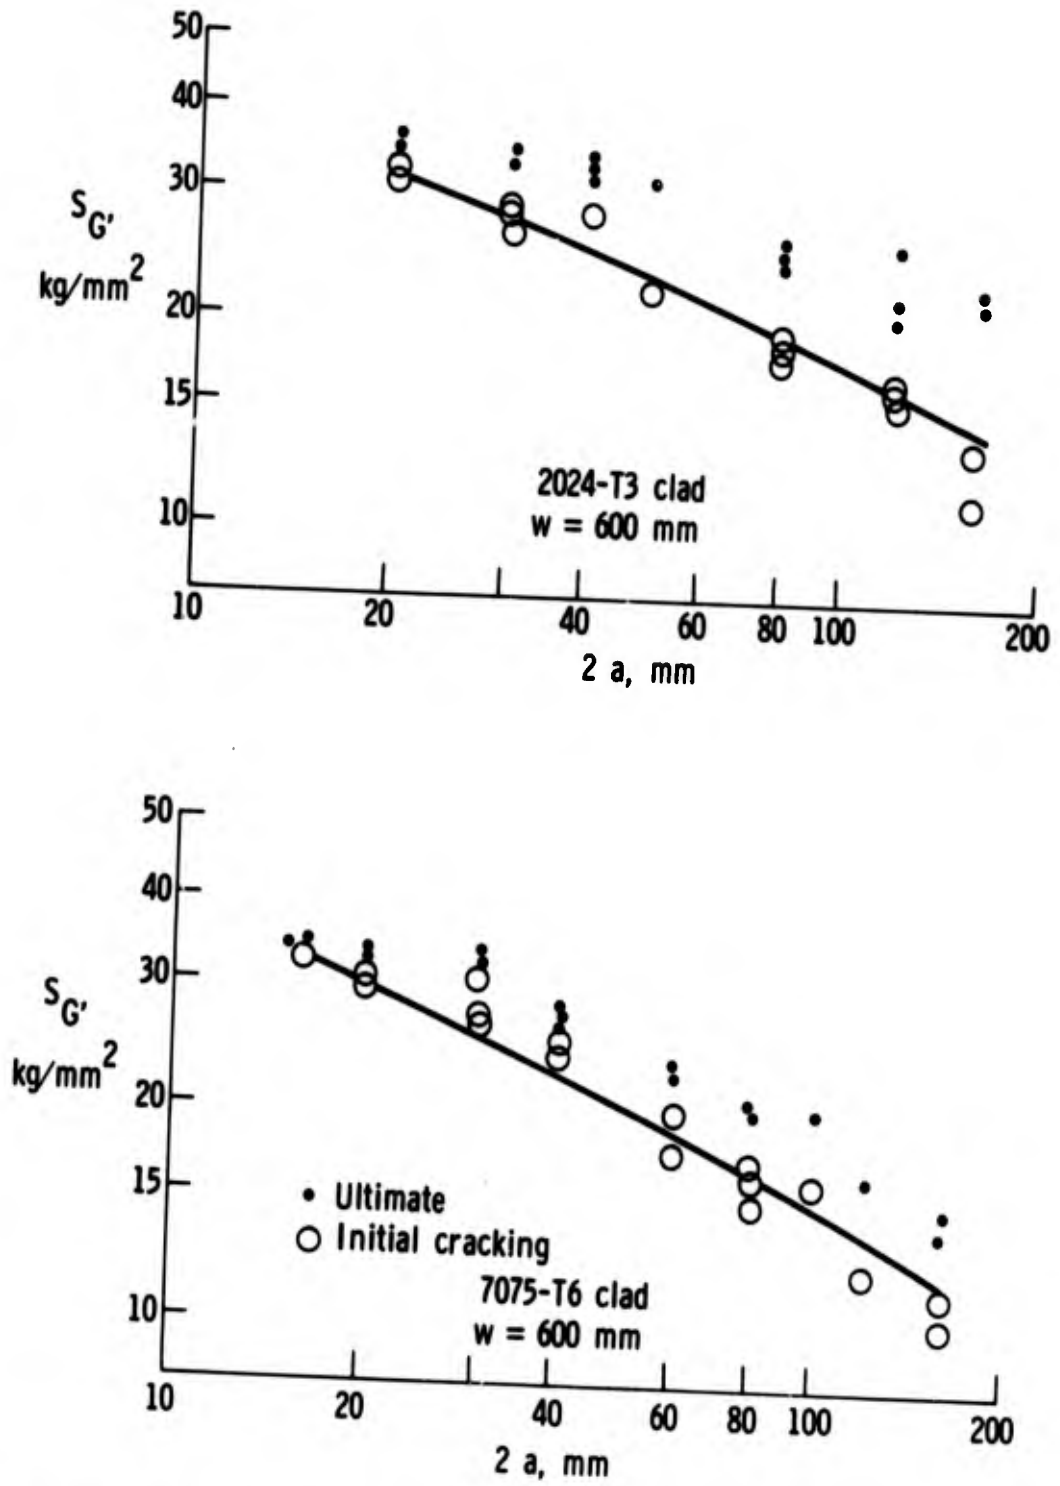 50
40
30
S_G,
kg/mm²
20
15
10
2024-T3 clad
w = 600 mm
10 20 40 60 80 100 200
2 a, mm
50
40
30
S_G,
kg/mm²
20
15
10
Ultimate
Initial cracking
7075-T6 clad
w = 600 mm
10 20 40 60 80 100 200
2 a, mm